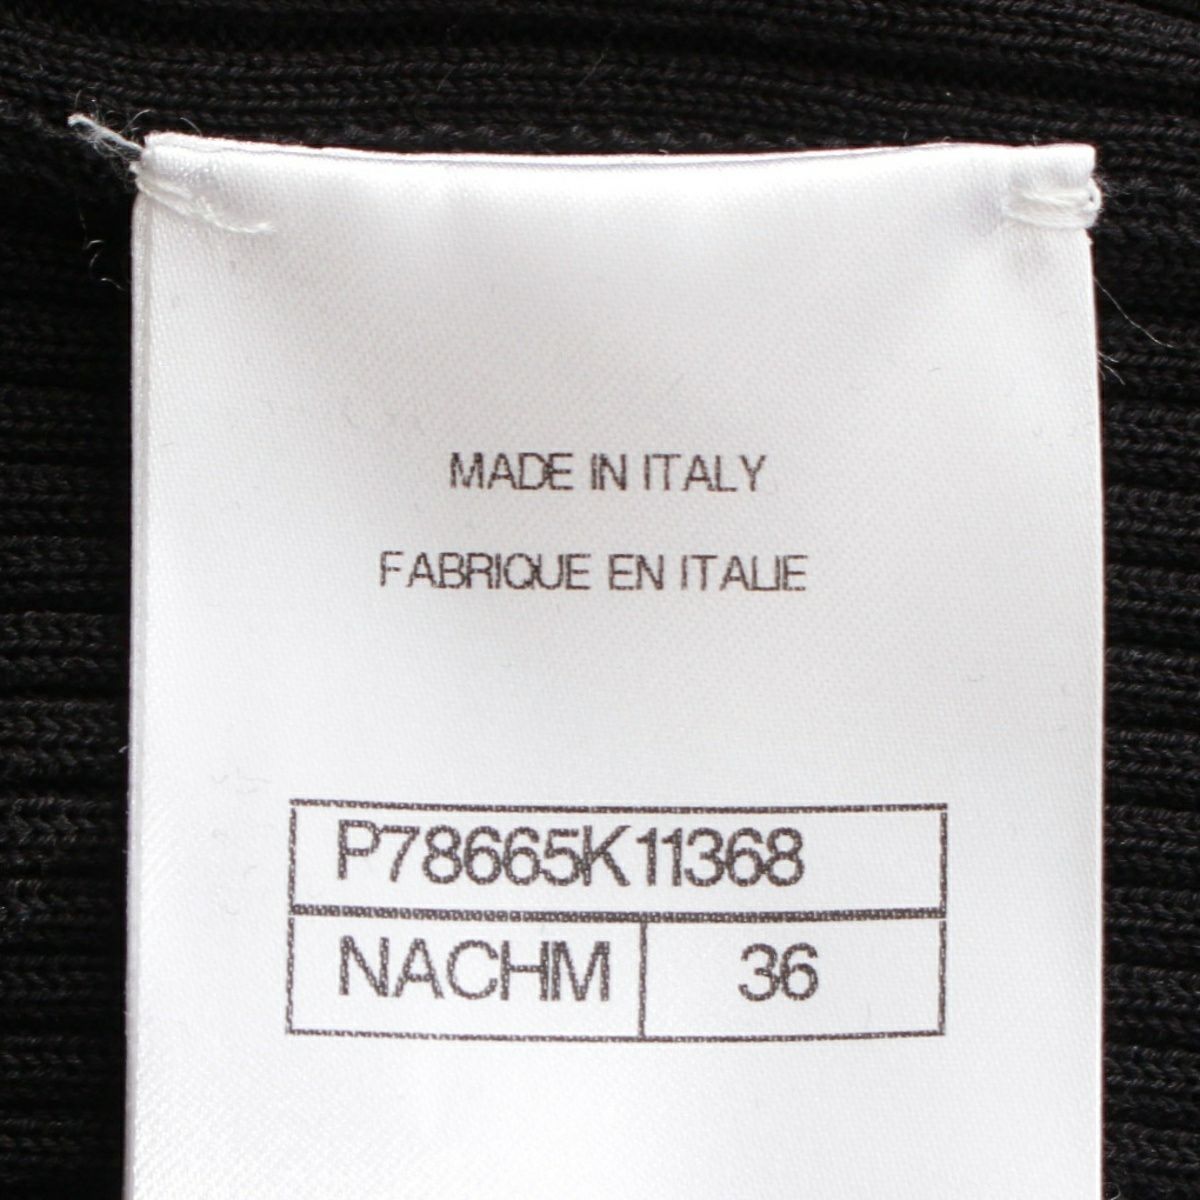 MADE IN ITALY
FABRIQUE EN ITALIE
P78665K11368
NACHM 36